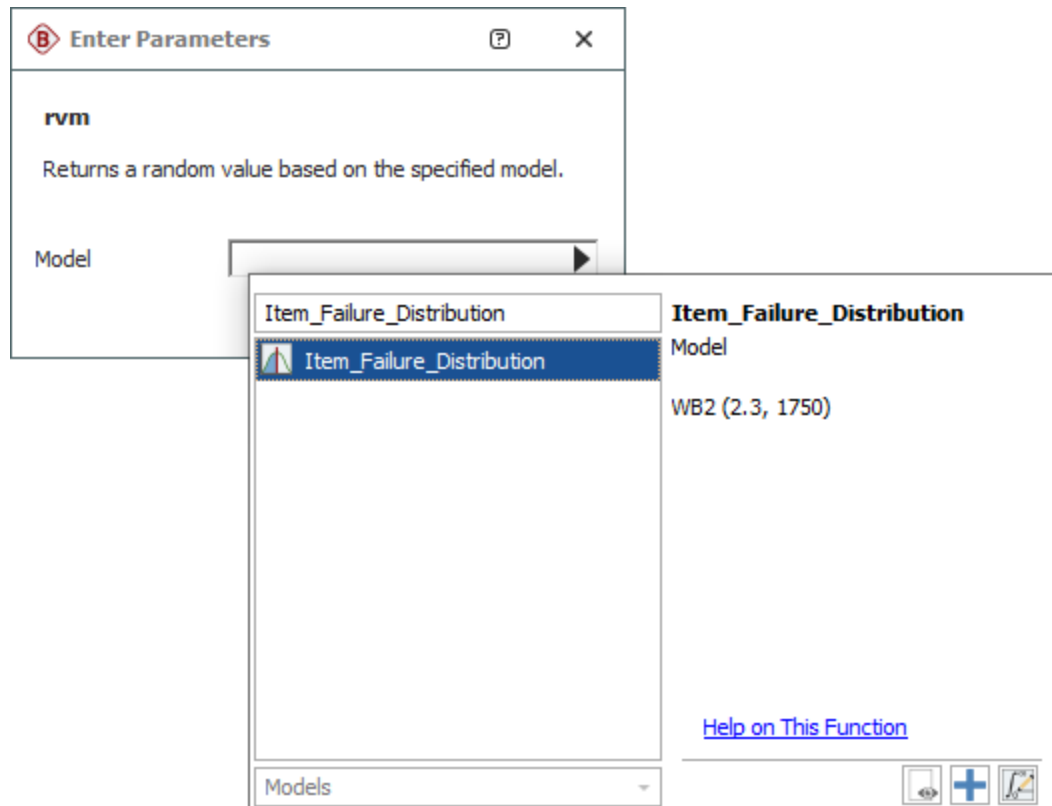 B Enter Parameters ? ×
rvm
Returns a random value based on the specified model.
Model
Item_Failure_Distribution
Item_Failure_Distribution
Item_Failure_Distribution
Model
WB2 (2.3, 1750)
Help on This Function
Models